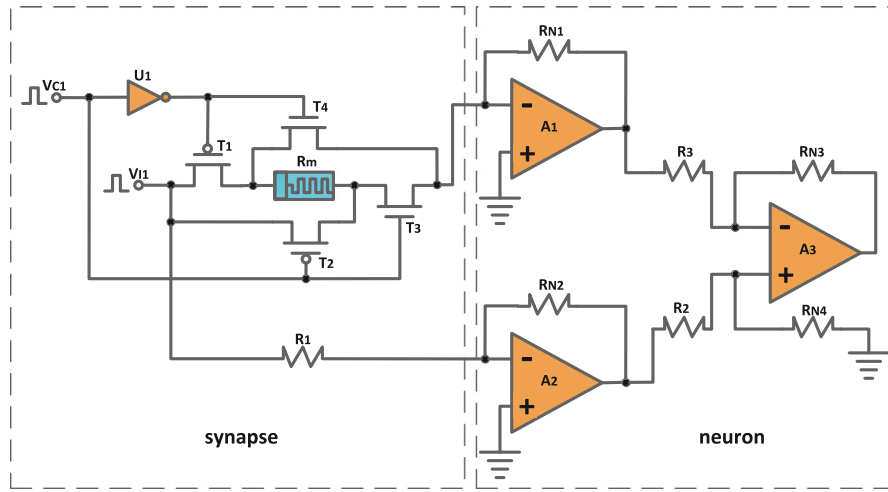 VC1
U1
T4
T1
VI1
Rm
T3
T2
R1
synapse
RN1
-
A1
+
R3
RN3
-
A3
+
RN2
R2
RN4
-
A2
+
neuron